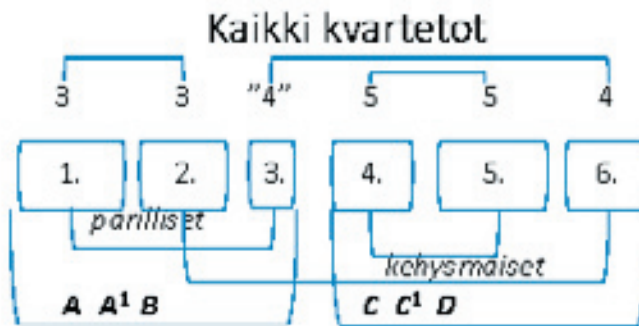 Kaikki kvartetot
3 3 "4" 5 5 4
1. 2. 3. 4. 5. 6.
parilliset
kehysmaiset
A A¹ B C C¹ D